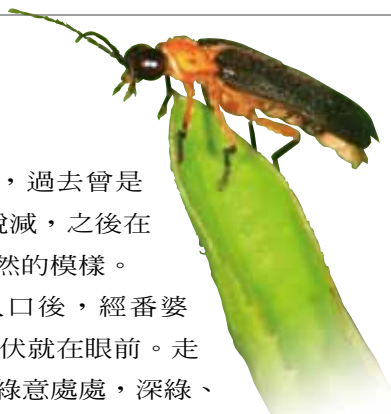 ，過去曾是
銳減，之後在
然的模樣。
口後，經番婆
伏就在眼前。走
綠意處處，深綠、